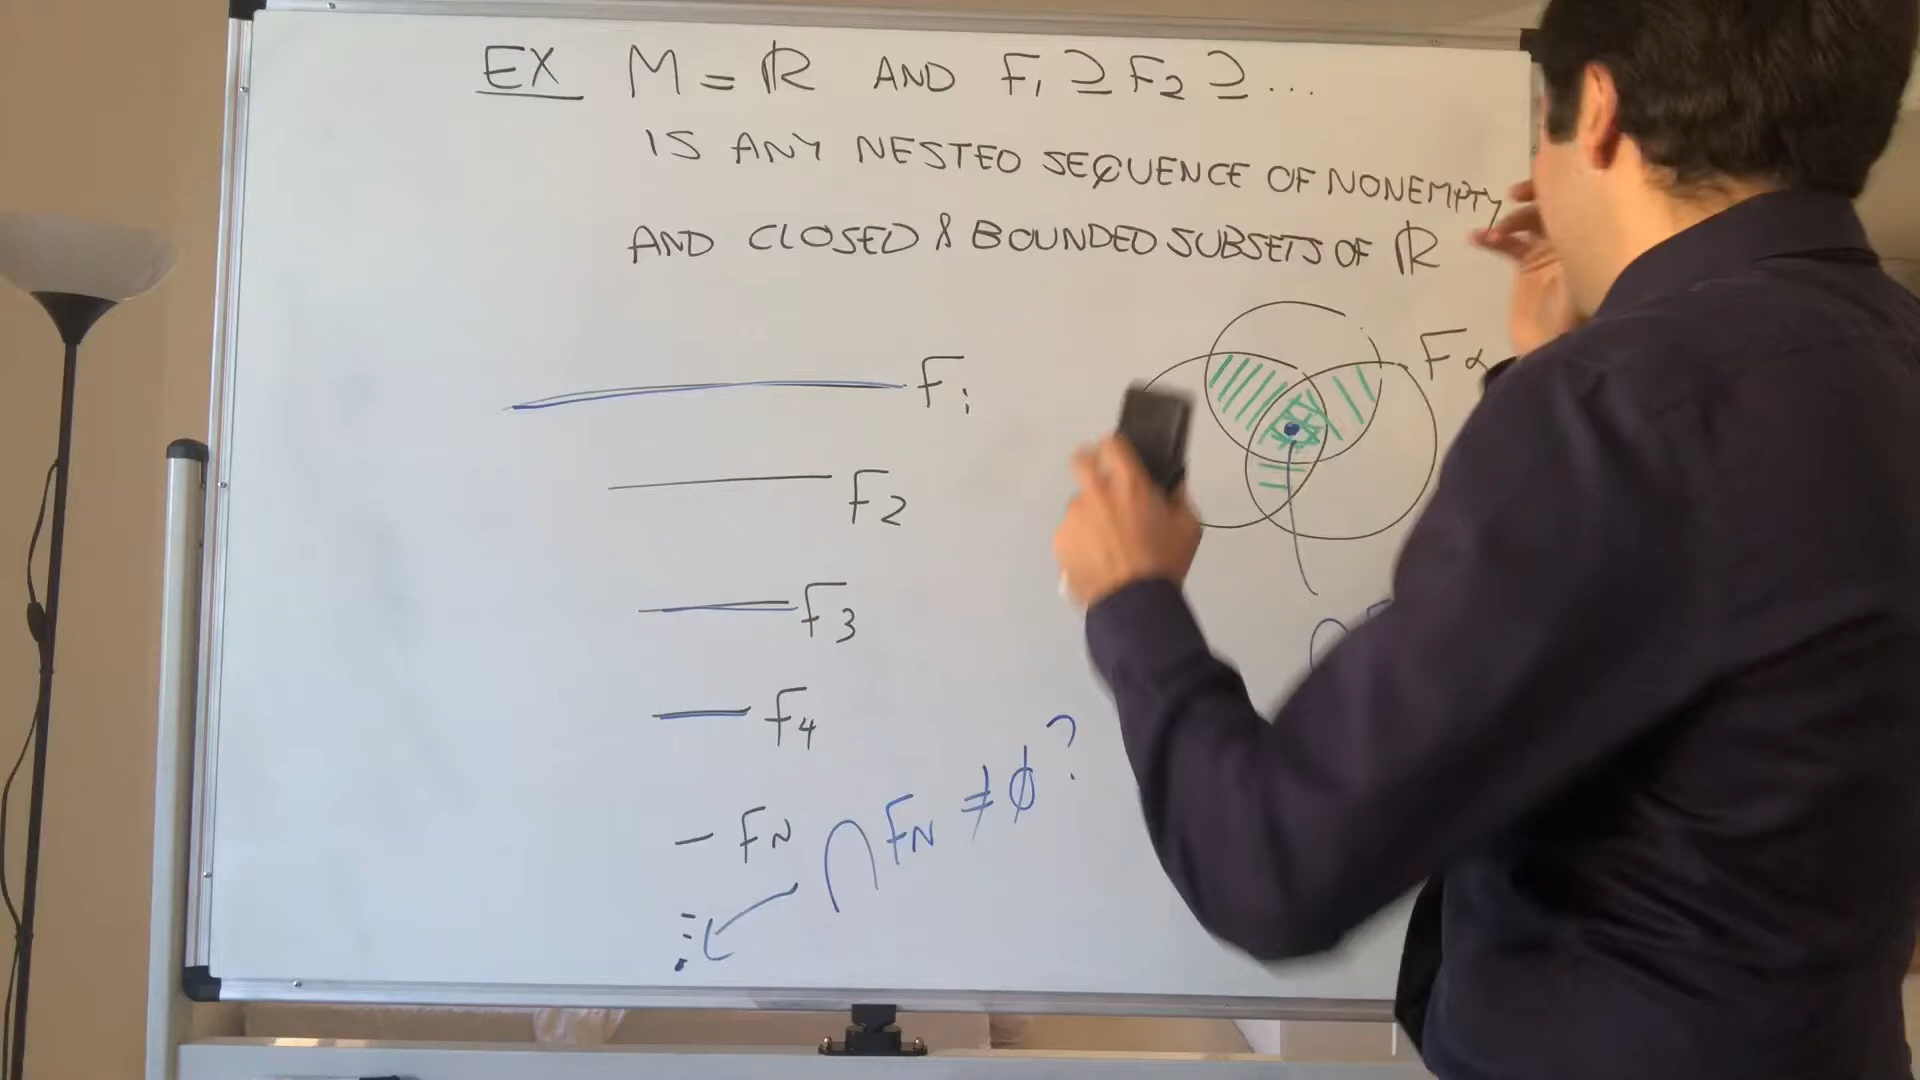 EX M = ℝ AND F₁ ⊇ F₂ ⊇ ...
IS ANY NESTED SEQUENCE OF NONEMPTY
AND CLOSED & BOUNDED SUBSETS OF ℝ
F₁
Fα
F₂
F₃
F₄
FN
∩ FN ≠ ∅ ?
⋮